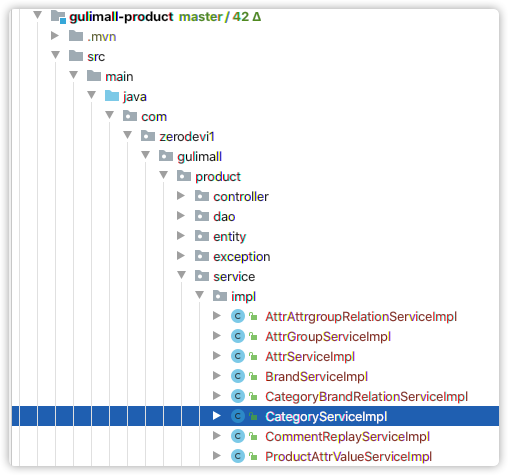 gulimall-product master / 42 Δ
.mvn
src
main
java
com
zerodevi1
gulimall
product
controller
dao
entity
exception
service
impl
C AttrAttrgroupRelationServiceImpl
C AttrGroupServiceImpl
C AttrServiceImpl
C BrandServiceImpl
C CategoryBrandRelationServiceImpl
C CategoryServiceImpl
C CommentReplayServiceImpl
C ProductAttrValueServiceImpl